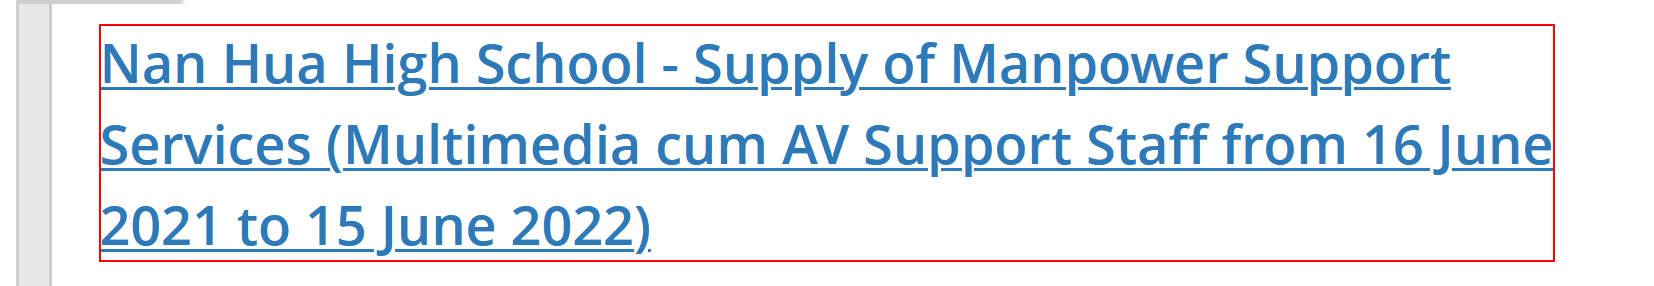 Nan Hua High School - Supply of Manpower Support
Services (Multimedia cum AV Support Staff from 16 June
2021 to 15 June 2022)